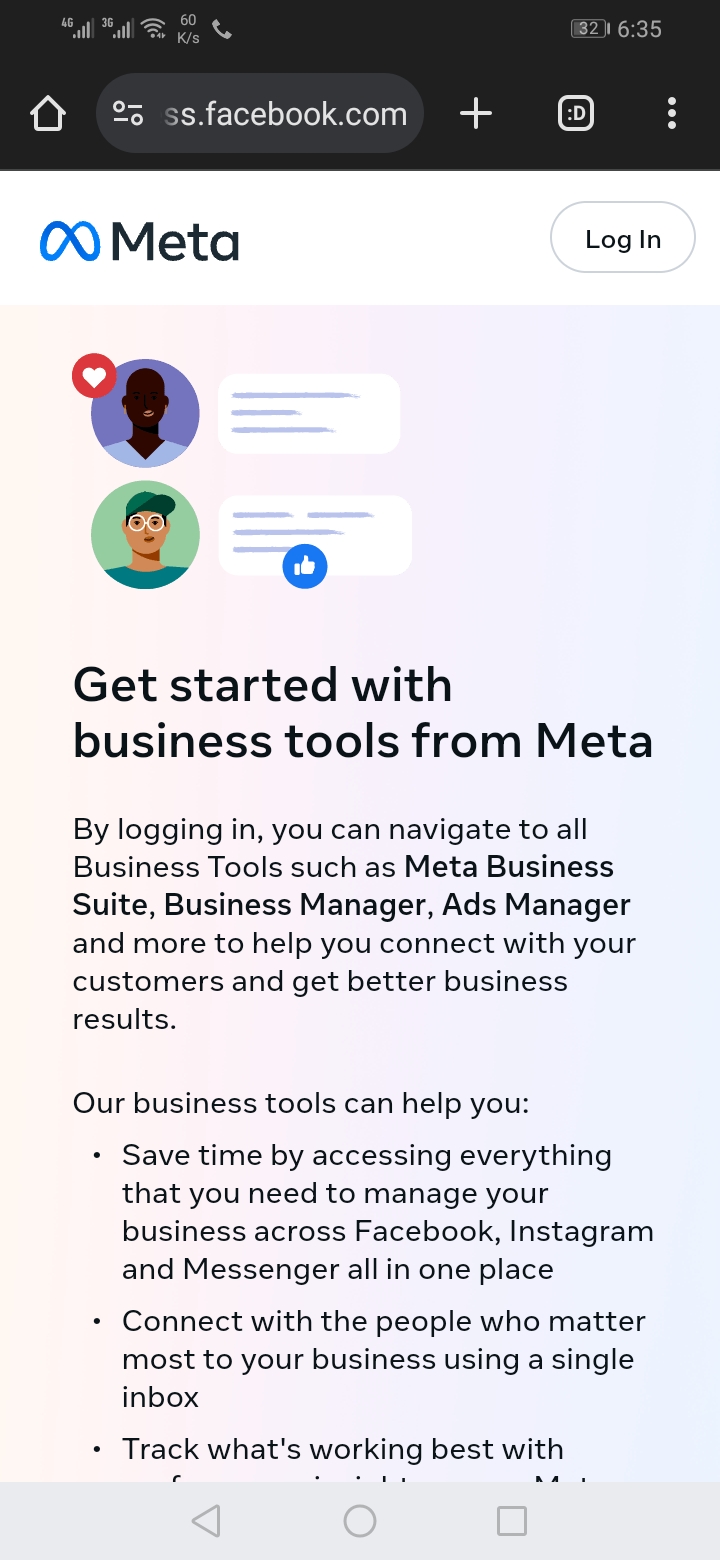 4G 3G 60 K/s 32 6:35
ss.facebook.com :D
Meta Log In
Get started with
business tools from Meta
By logging in, you can navigate to all
Business Tools such as Meta Business
Suite, Business Manager, Ads Manager
and more to help you connect with your
customers and get better business
results.
Our business tools can help you:
• Save time by accessing everything
that you need to manage your
business across Facebook, Instagram
and Messenger all in one place
• Connect with the people who matter
most to your business using a single
inbox
• Track what's working best with